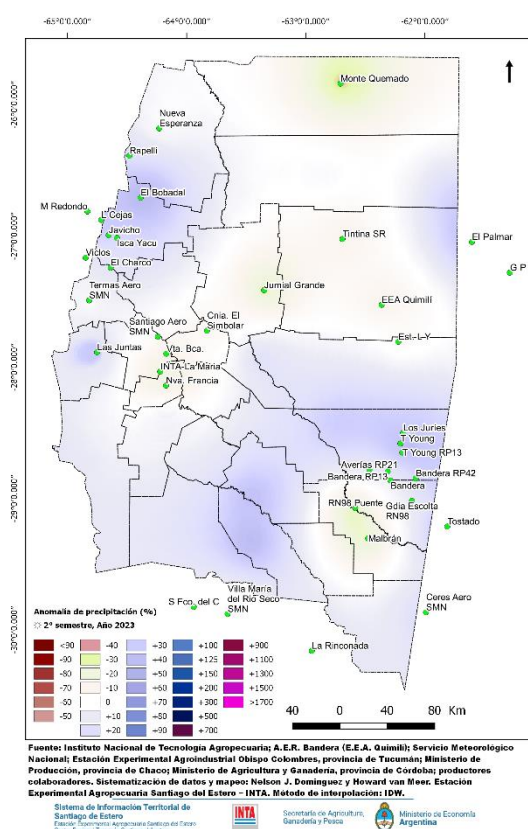 -65°0'0.000" -64°0'0.000" -63°0'0.000" -62°0'0.000"
-26°0'0.000"
-27°0'0.000"
-28°0'0.000"
-29°0'0.000"
-30°0'0.000"
Monte Quemado
Nueva
Esperanza
Rapelli
El Bobadal
M Redondo
L Cejas
Javicho
Isca Yacu
Viclos
El Charco
Termas Aero
SMN
Tintina SR
El Palmar
G P
Jumial Grande
EEA Quimilí
Santiago Aero
SMN
Cnia. El
Simbolar
Est. LY
Las Juntas
Vta. Bca.
INTA-La María
Nva. Francia
Los Juríes
T Young
T Young RP13
Averías RP21
Bandera RP42
Bandera RP13
Bandera
RN98 Puente
Gdia Escolta
RN98
Tostado
Malbrán
Villa María
del Río Seco
SMN
S Fco. del C
Ceres Aero
SMN
La Rinconada
Anomalía de precipitación (%)
2º semestre, Año 2023
<90 -40 +30 +100 +900
-90 -30 +40 +125 +1100
-80 -20 +50 +150 +1300
-70 -10 +60 +200 +1500
-60 0 +70 +300 >1700
-50 +10 +80 +500
+20 +90 +700
40 0 40 80 Km
Fuente: Instituto Nacional de Tecnología Agropecuaria; A.E.R. Bandera (E.E.A. Quimilí); Servicio Meteorológico
Nacional; Estación Experimental Agroindustrial Obispo Colombres, provincia de Tucumán; Ministerio de
Producción, provincia de Chaco; Ministerio de Agricultura y Ganadería, provincia de Córdoba; productores
colaboradores. Sistematización de datos y mapeo: Nelson J. Domínguez y Howard van Meer. Estación
Experimental Agropecuaria Santiago del Estero – INTA. Método de interpolación: IDW.
Sistema de Información Territorial de
Santiago del Estero
Estación Experimental Agropecuaria Santiago del Estero
INTA
Secretaría de Agricultura,
Ganadería y Pesca
Ministerio de Economía
Argentina